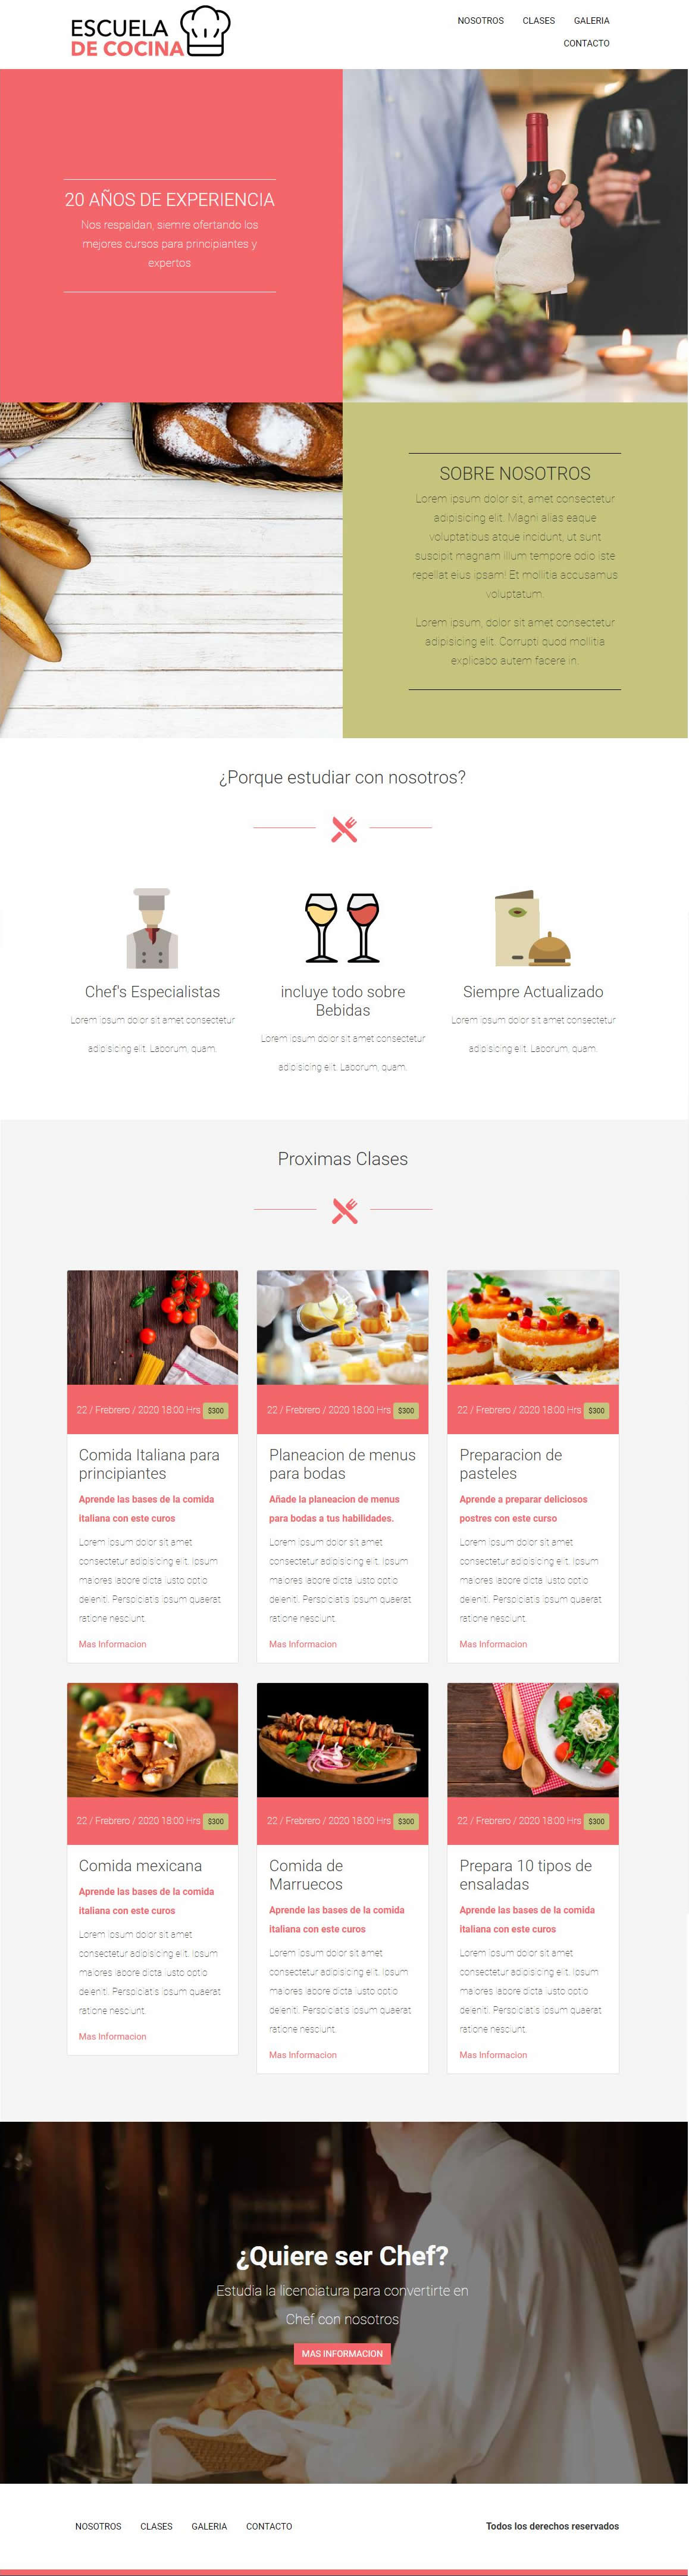 ESCUELA
DE COCINA
NOSOTROS CLASES GALERIA
CONTACTO
20 AÑOS DE EXPERIENCIA
Nos respaldan, siemre ofertando los
mejores cursos para principiantes y
expertos
SOBRE NOSOTROS
Lorem ipsum dolor sit, amet consectetur
adipisicing elit. Magni alias eaque
voluptatibus atque incidunt, ut sunt
suscipit magnam illum tempore odio iste
repellat eius ipsam! Et mollitia accusamus
voluptatum.
Lorem ipsum, dolor sit amet consectetur
adipisicing elit. Corrupti quod mollitia
explicabo autem facere in.
¿Porque estudiar con nosotros?
Chef's Especialistas
Lorem ipsum dolor sit amet consectetur
adipisicing elit. Laborum, quam.
incluye todo sobre
Bebidas
Lorem ipsum dolor sit amet consectetur
adipisicing elit. Laborum, quam.
Siempre Actualizado
Lorem ipsum dolor sit amet consectetur
adipisicing elit. Laborum, quam.
Proximas Clases
22 / Frebrero / 2020 18:00 Hrs $300
Comida Italiana para
principiantes
Aprende las bases de la comida
italiana con este curos
Lorem ipsum dolor sit amet
consectetur adipisicing elit. Ipsum
maiores labore dicta iusto optio
deleniti. Perspiciatis ipsum quaerat
ratione nesciunt.
Mas Informacion
22 / Frebrero / 2020 18:00 Hrs $300
Planeacion de menus
para bodas
Añade la planeacion de menus
para bodas a tus habilidades.
Lorem ipsum dolor sit amet
consectetur adipisicing elit. Ipsum
maiores labore dicta iusto optio
deleniti. Perspiciatis ipsum quaerat
ratione nesciunt.
Mas Informacion
22 / Frebrero / 2020 18:00 Hrs $300
Preparacion de
pasteles
Aprende a preparar deliciosos
postres con este curso
Lorem ipsum dolor sit amet
consectetur adipisicing elit. Ipsum
maiores labore dicta iusto optio
deleniti. Perspiciatis ipsum quaerat
ratione nesciunt.
Mas Informacion
22 / Frebrero / 2020 18:00 Hrs $300
Comida mexicana
Aprende las bases de la comida
italiana con este curos
Lorem ipsum dolor sit amet
consectetur adipisicing elit. Ipsum
maiores labore dicta iusto optio
deleniti. Perspiciatis ipsum quaerat
ratione nesciunt.
Mas Informacion
22 / Frebrero / 2020 18:00 Hrs $300
Comida de
Marruecos
Aprende las bases de la comida
italiana con este curos
Lorem ipsum dolor sit amet
consectetur adipisicing elit. Ipsum
maiores labore dicta iusto optio
deleniti. Perspiciatis ipsum quaerat
ratione nesciunt.
Mas Informacion
22 / Frebrero / 2020 18:00 Hrs $300
Prepara 10 tipos de
ensaladas
Aprende las bases de la comida
italiana con este curos
Lorem ipsum dolor sit amet
consectetur adipisicing elit. Ipsum
maiores labore dicta iusto optio
deleniti. Perspiciatis ipsum quaerat
ratione nesciunt.
Mas Informacion
¿Quiere ser Chef?
Estudia la licenciatura para convertirte en
Chef con nosotros
MAS INFORMACION
NOSOTROS CLASES GALERIA CONTACTO
Todos los derechos reservados